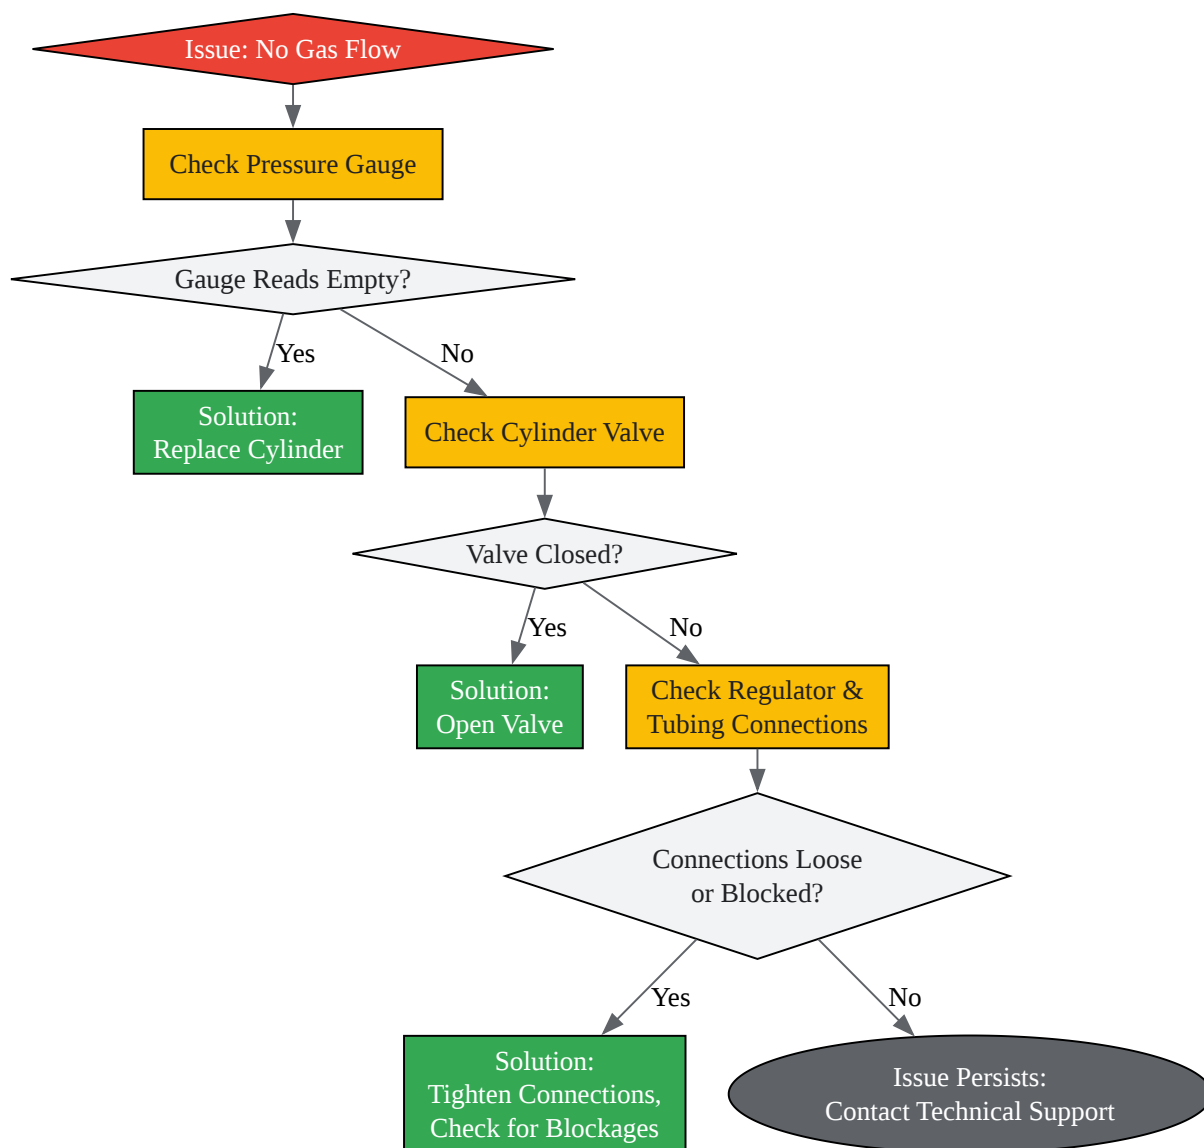 Issue: No Gas Flow
Check Pressure Gauge
Gauge Reads Empty?
Yes
No
Solution:
Replace Cylinder
Check Cylinder Valve
Valve Closed?
Yes
No
Solution:
Open Valve
Check Regulator &
Tubing Connections
Connections Loose
or Blocked?
Yes
No
Solution:
Tighten Connections,
Check for Blockages
Issue Persists:
Contact Technical Support